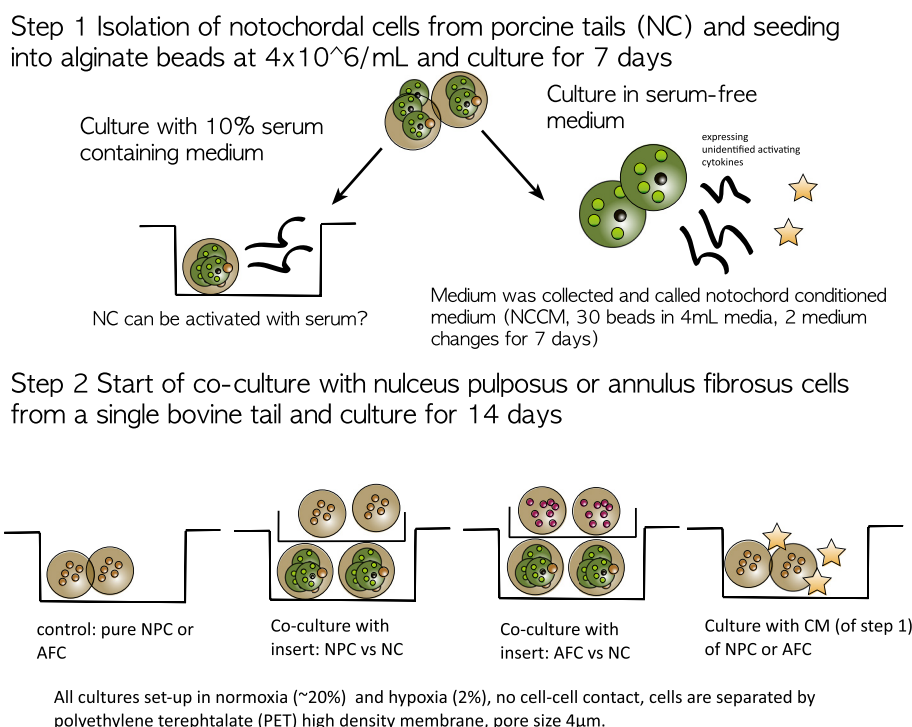 Step 1 Isolation of notochordal cells from porcine tails (NC) and seeding
into alginate beads at 4x10^6/mL and culture for 7 days
Culture with 10% serum
containing medium
Culture in serum-free
medium
expressing
unidentified activating
cytokines
NC can be activated with serum?
Medium was collected and called notochord conditioned
medium (NCCM, 30 beads in 4mL media, 2 medium
changes for 7 days)
Step 2 Start of co-culture with nulceus pulposus or annulus fibrosus cells
from a single bovine tail and culture for 14 days
control: pure NPC or
AFC
Co-culture with
insert: NPC vs NC
Co-culture with
insert: AFC vs NC
Culture with CM (of step 1)
of NPC or AFC
All cultures set-up in normoxia (~20%) and hypoxia (2%), no cell-cell contact, cells are separated by
polyethylene terephtalate (PET) high density membrane, pore size 4µm.